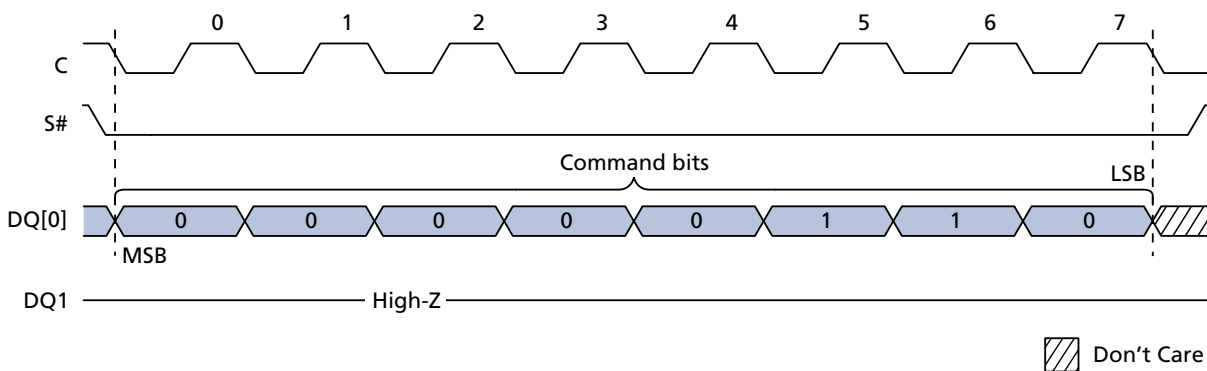 0 1 2 3 4 5 6 7
C
S#
Command bits
LSB
DQ[0] 0 0 0 0 0 1 1 0
MSB
DQ1 High-Z
Don't Care